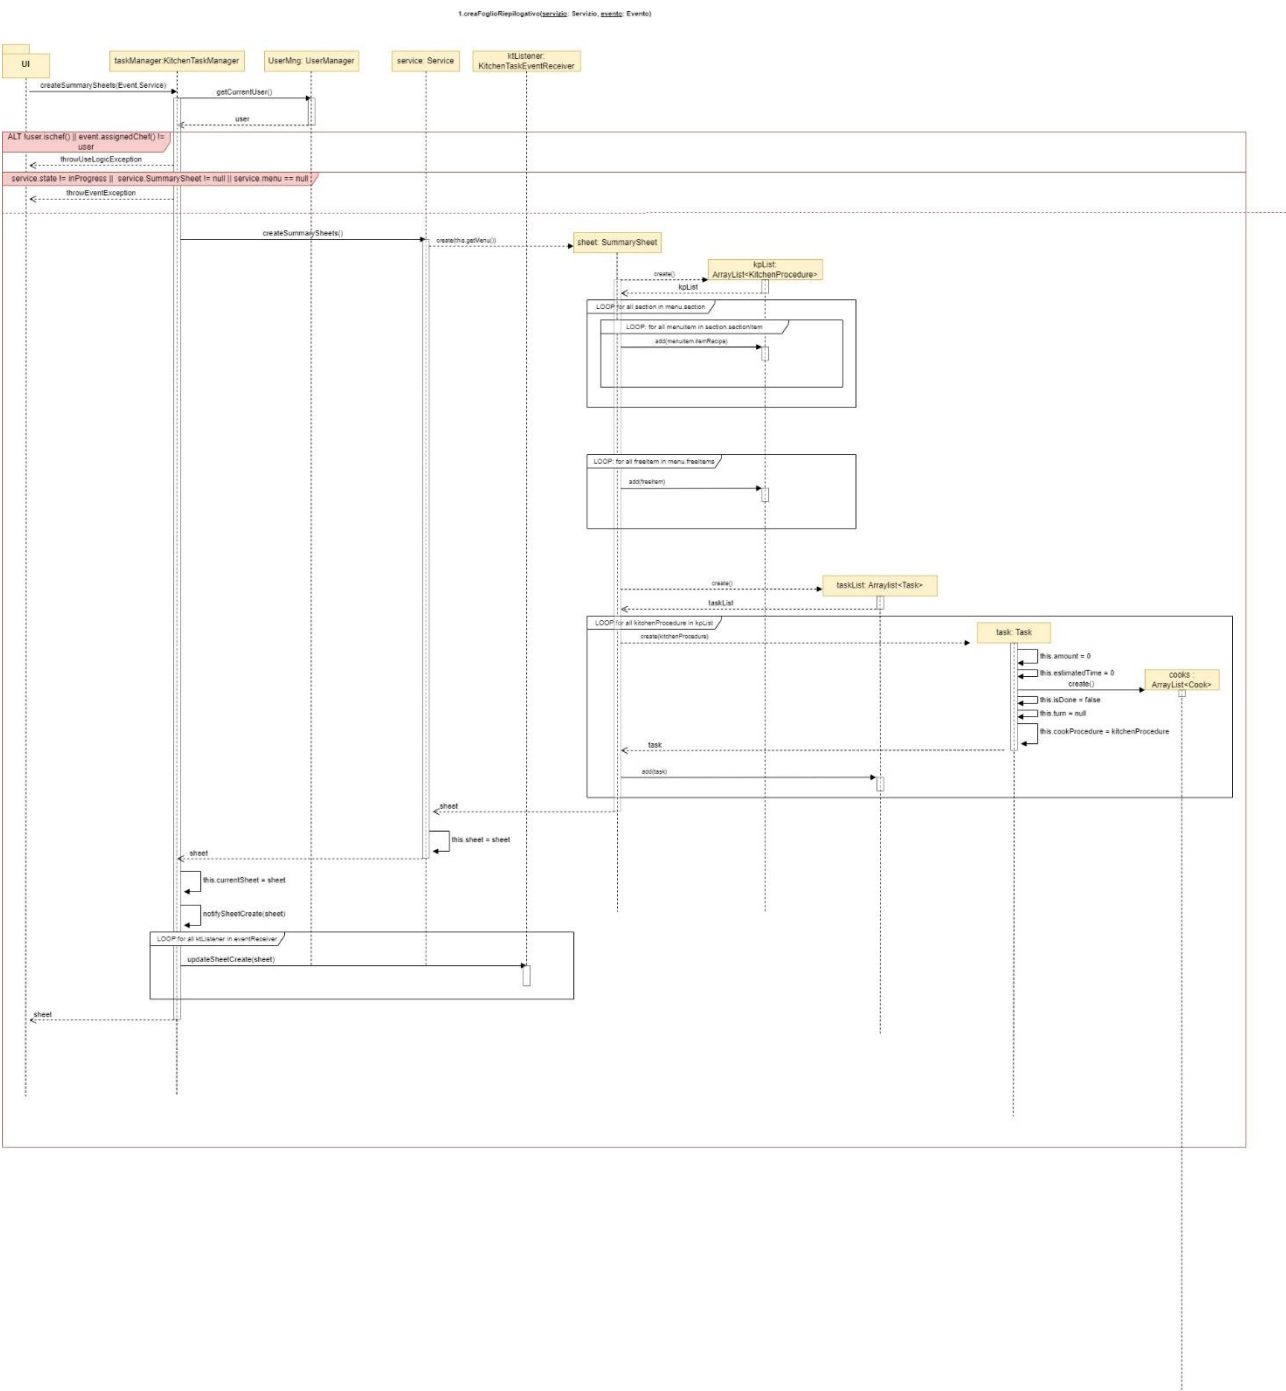 1.creaFoglioRiepilogativo(servizio: Servizio, evento: Evento)
UI
taskManager:KitchenTaskManager
UserMng: UserManager
service: Service
ktListener:
KitchenTaskEventReceiver
createSummarySheets(Event,Service)
getCurrentUser()
user
ALT !user.ischef() || event.assignedChef() !=
user
throwUseLogicException
service.state != inProgress || service.SummarySheet != null || service.menu == null
throwEventException
createSummarySheets()
create(this.getMenu())
sheet: SummarySheet
kpList:
ArrayList<KitchenProcedure>
create()
kpList
LOOP:for all section in menu.section
LOOP: for all menuitem in section.sectionitem
add(menuitem.itemRecipe)
LOOP: for all freeItem in menu.freeItems
add(freeItem)
create()
taskList: Arraylist<Task>
taskList
LOOP:for all kitchenProcedure in kpList
create(kitchenProcedure)
task: Task
this.amount = 0
this.estimatedTime = 0
create()
cooks :
ArrayList<Cook>
this.isDone = false
this.turn = null
this.cookProcedure = kitchenProcedure
task
add(task)
sheet
this.sheet = sheet
sheet
this.currentSheet = sheet
notifySheetCreate(sheet)
LOOP:for all ktListener in eventReceiver
updateSheetCreate(sheet)
sheet